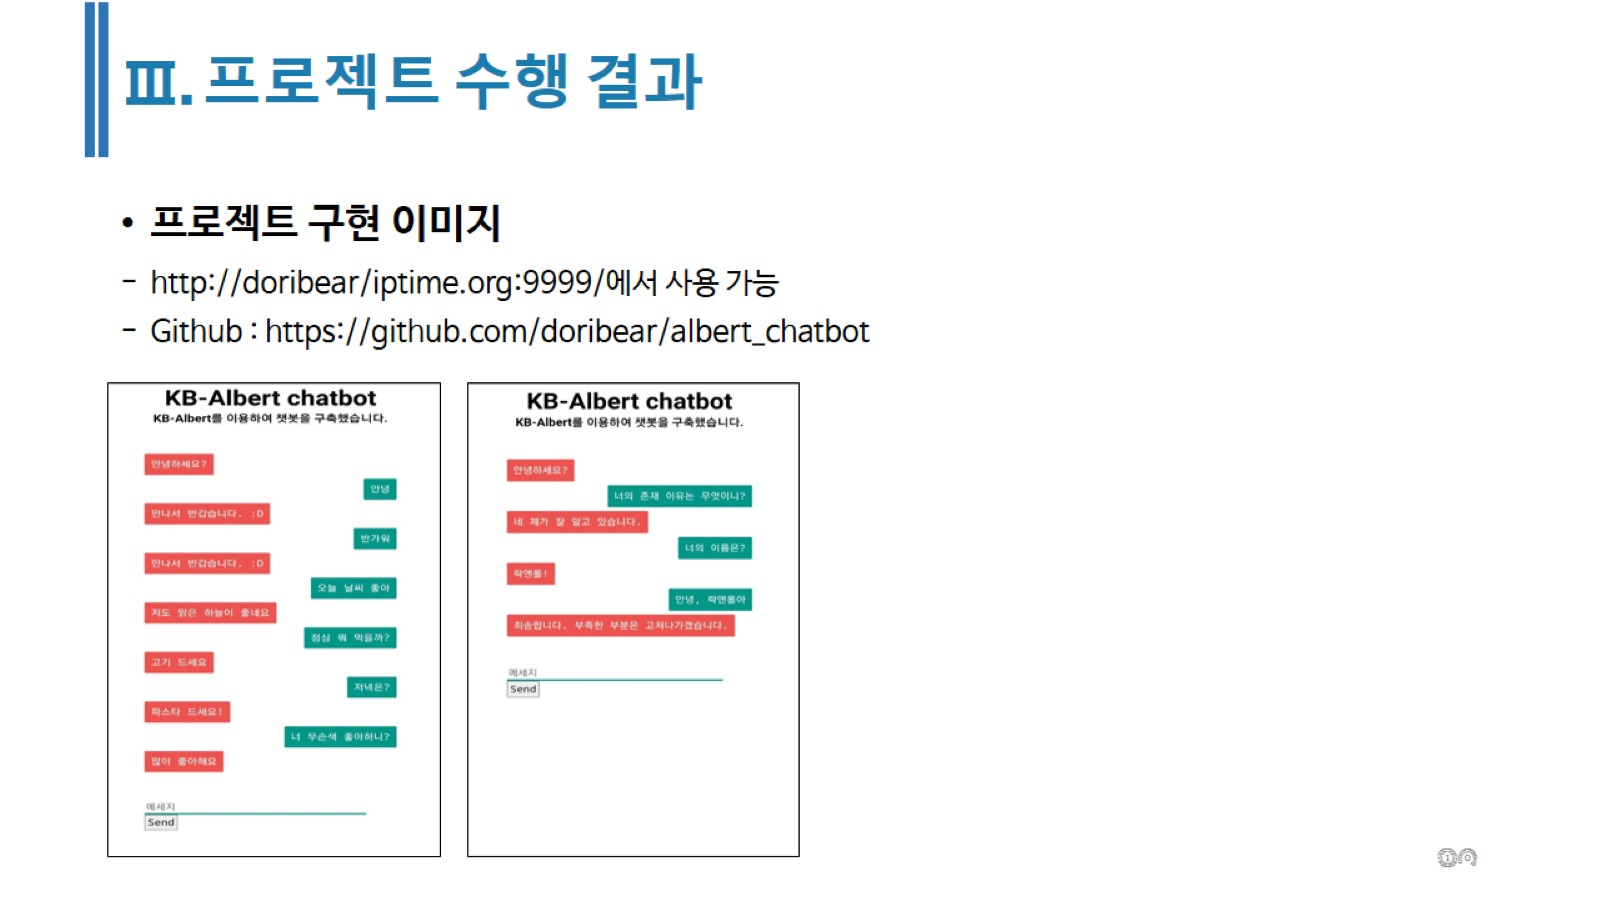 Ⅲ. 프로젝트 수행 결과
• 프로젝트 구현 이미지
- http://doribear/iptime.org:9999/에서 사용 가능
- Github : https://github.com/doribear/albert_chatbot
KB-Albert chatbot
KB-Albert를 이용하여 챗봇을 구축했습니다.
안녕하세요?
안녕
만나서 반갑습니다. :D
반가워
만나서 반갑습니다. :D
오늘 날씨 좋아
저도 맑은 하늘이 좋네요
점심 뭐 먹을까?
고기 드세요
저녁은?
파스타 드세요!
너 무슨색 좋아하니?
많이 좋아해요
메세지
Send
KB-Albert chatbot
KB-Albert를 이용하여 챗봇을 구축했습니다.
안녕하세요?
너의 존재 이유는 무엇이니?
네 제가 잘 알고 있습니다.
너의 이름은?
락앤롤!
안녕, 락앤롤아
죄송합니다. 부족한 부분은 고쳐나가겠습니다.
메세지
Send